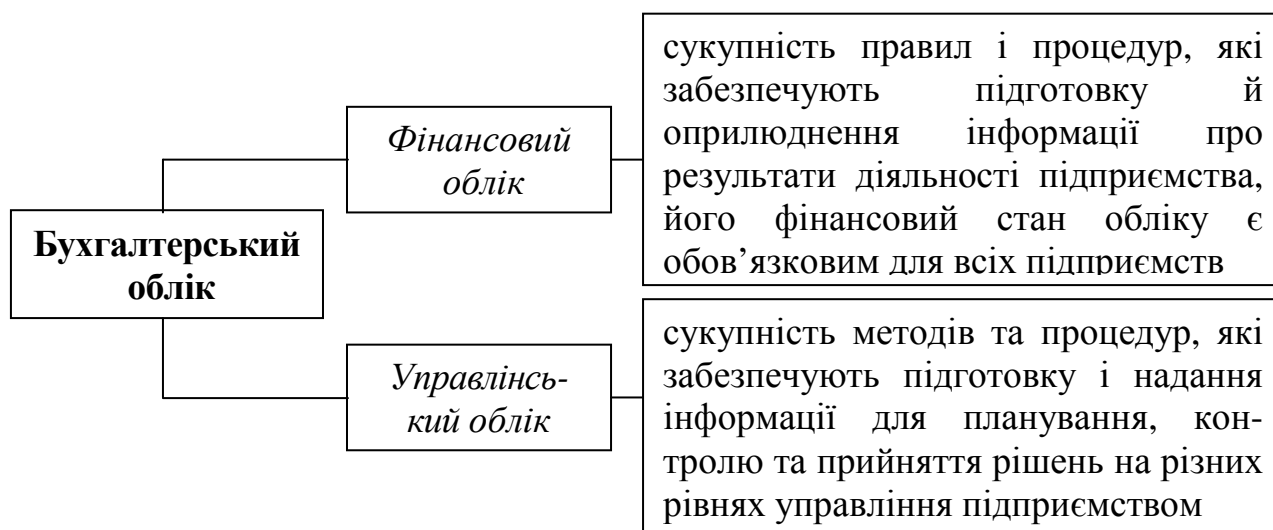 Бухгалтерський
облік
Фінансовий
облік
сукупність правил і процедур, які
забезпечують підготовку й
оприлюднення інформації про
результати діяльності підприємства,
його фінансовий стан обліку є
обов’язковим для всіх підприємств
Управлінсь-
кий облік
сукупність методів та процедур, які
забезпечують підготовку і надання
інформації для планування, кон-
тролю та прийняття рішень на різних
рівнях управління підприємством